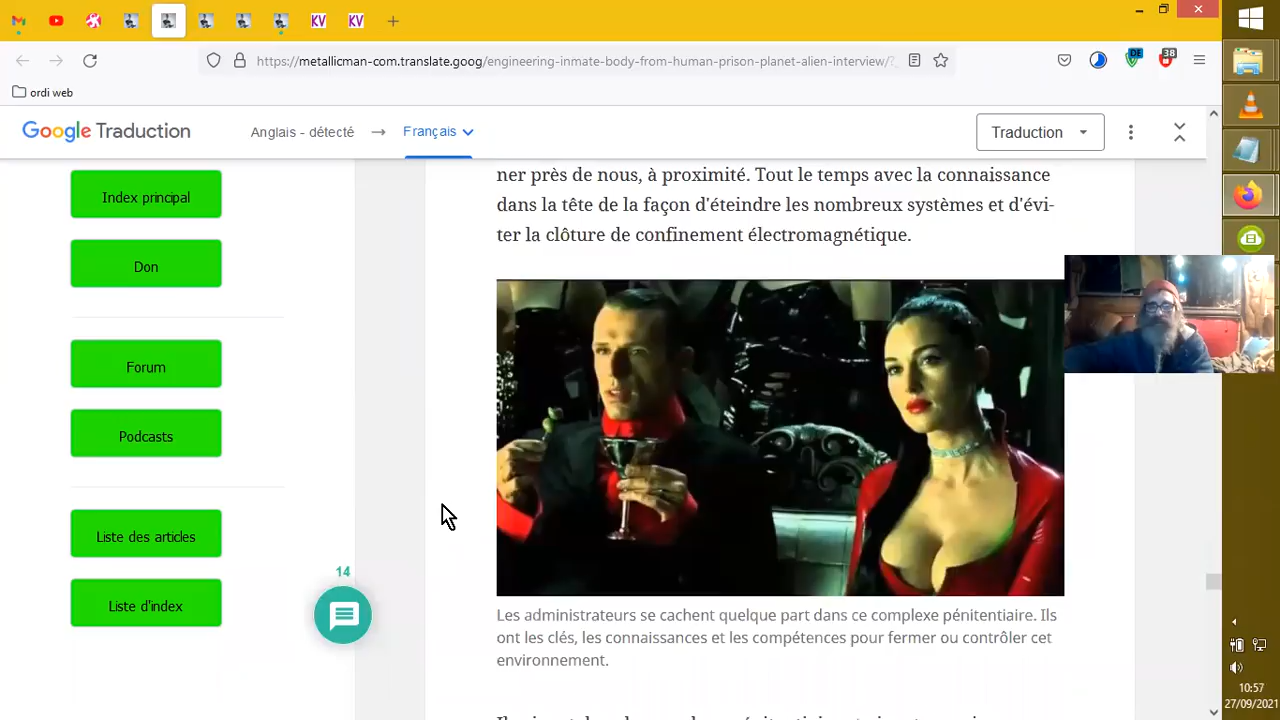 https://metallicman-com.translate.goog/engineering-inmate-body-from-human-prison-planet-alien-interview/?_
DE
38
ordi web
Google Traduction
Anglais - détecté
Français
Traduction
Index principal
Don
Forum
Podcasts
Liste des articles
Liste d'index
14
ner près de nous, à proximité. Tout le temps avec la connaissance
dans la tête de la façon d'éteindre les nombreux systèmes et d'évi-
ter la clôture de confinement électromagnétique.
Les administrateurs se cachent quelque part dans ce complexe pénitentiaire. Ils
ont les clés, les connaissances et les compétences pour fermer ou contrôler cet
environnement.
KV
KV
10:57
27/09/2021